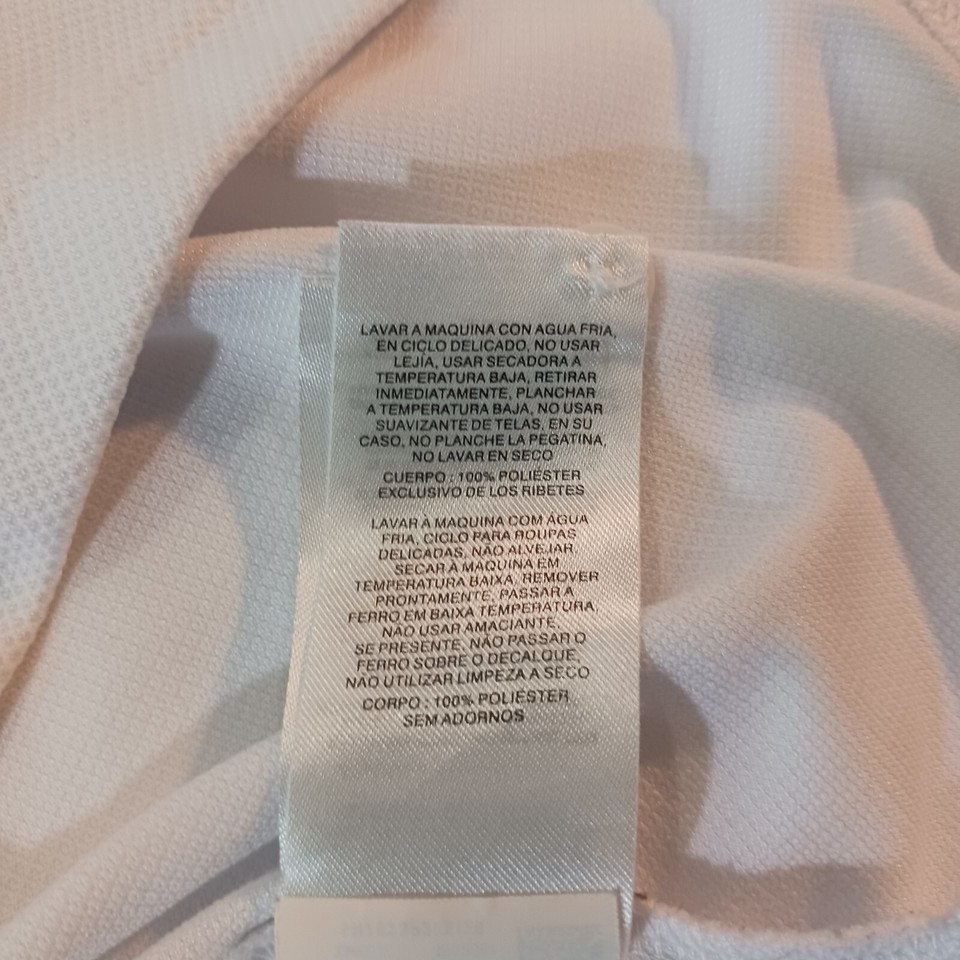 LAVAR A MAQUINA CON AGUA FRIA,
EN CICLO DELICADO, NO USAR
LEJÍA, USAR SECADORA A
TEMPERATURA BAJA, RETIRAR
INMEDIATAMENTE, PLANCHAR
A TEMPERATURA BAJA, NO USAR
SUAVIZANTE DE TELAS, EN SU
CASO, NO PLANCHE LA PEGATINA,
NO LAVAR EN SECO
CUERPO : 100% POLIÉSTER
EXCLUSIVO DE LOS RIBETES
LAVAR À MAQUINA COM ÁGUA
FRIA, CICLO PARA ROUPAS
DELICADAS, NÃO ALVEJAR,
SECAR À MAQUINA EM
TEMPERATURA BAIXA, REMOVER
PRONTAMENTE, PASSAR A
FERRO EM BAIXA TEMPERATURA,
NÃO USAR AMACIANTE,
SE PRESENTE, NÃO PASSAR O
FERRO SOBRE O DECALQUE,
NÃO UTILIZAR LIMPEZA A SECO
CORPO : 100% POLIÉSTER
SEM ADORNOS